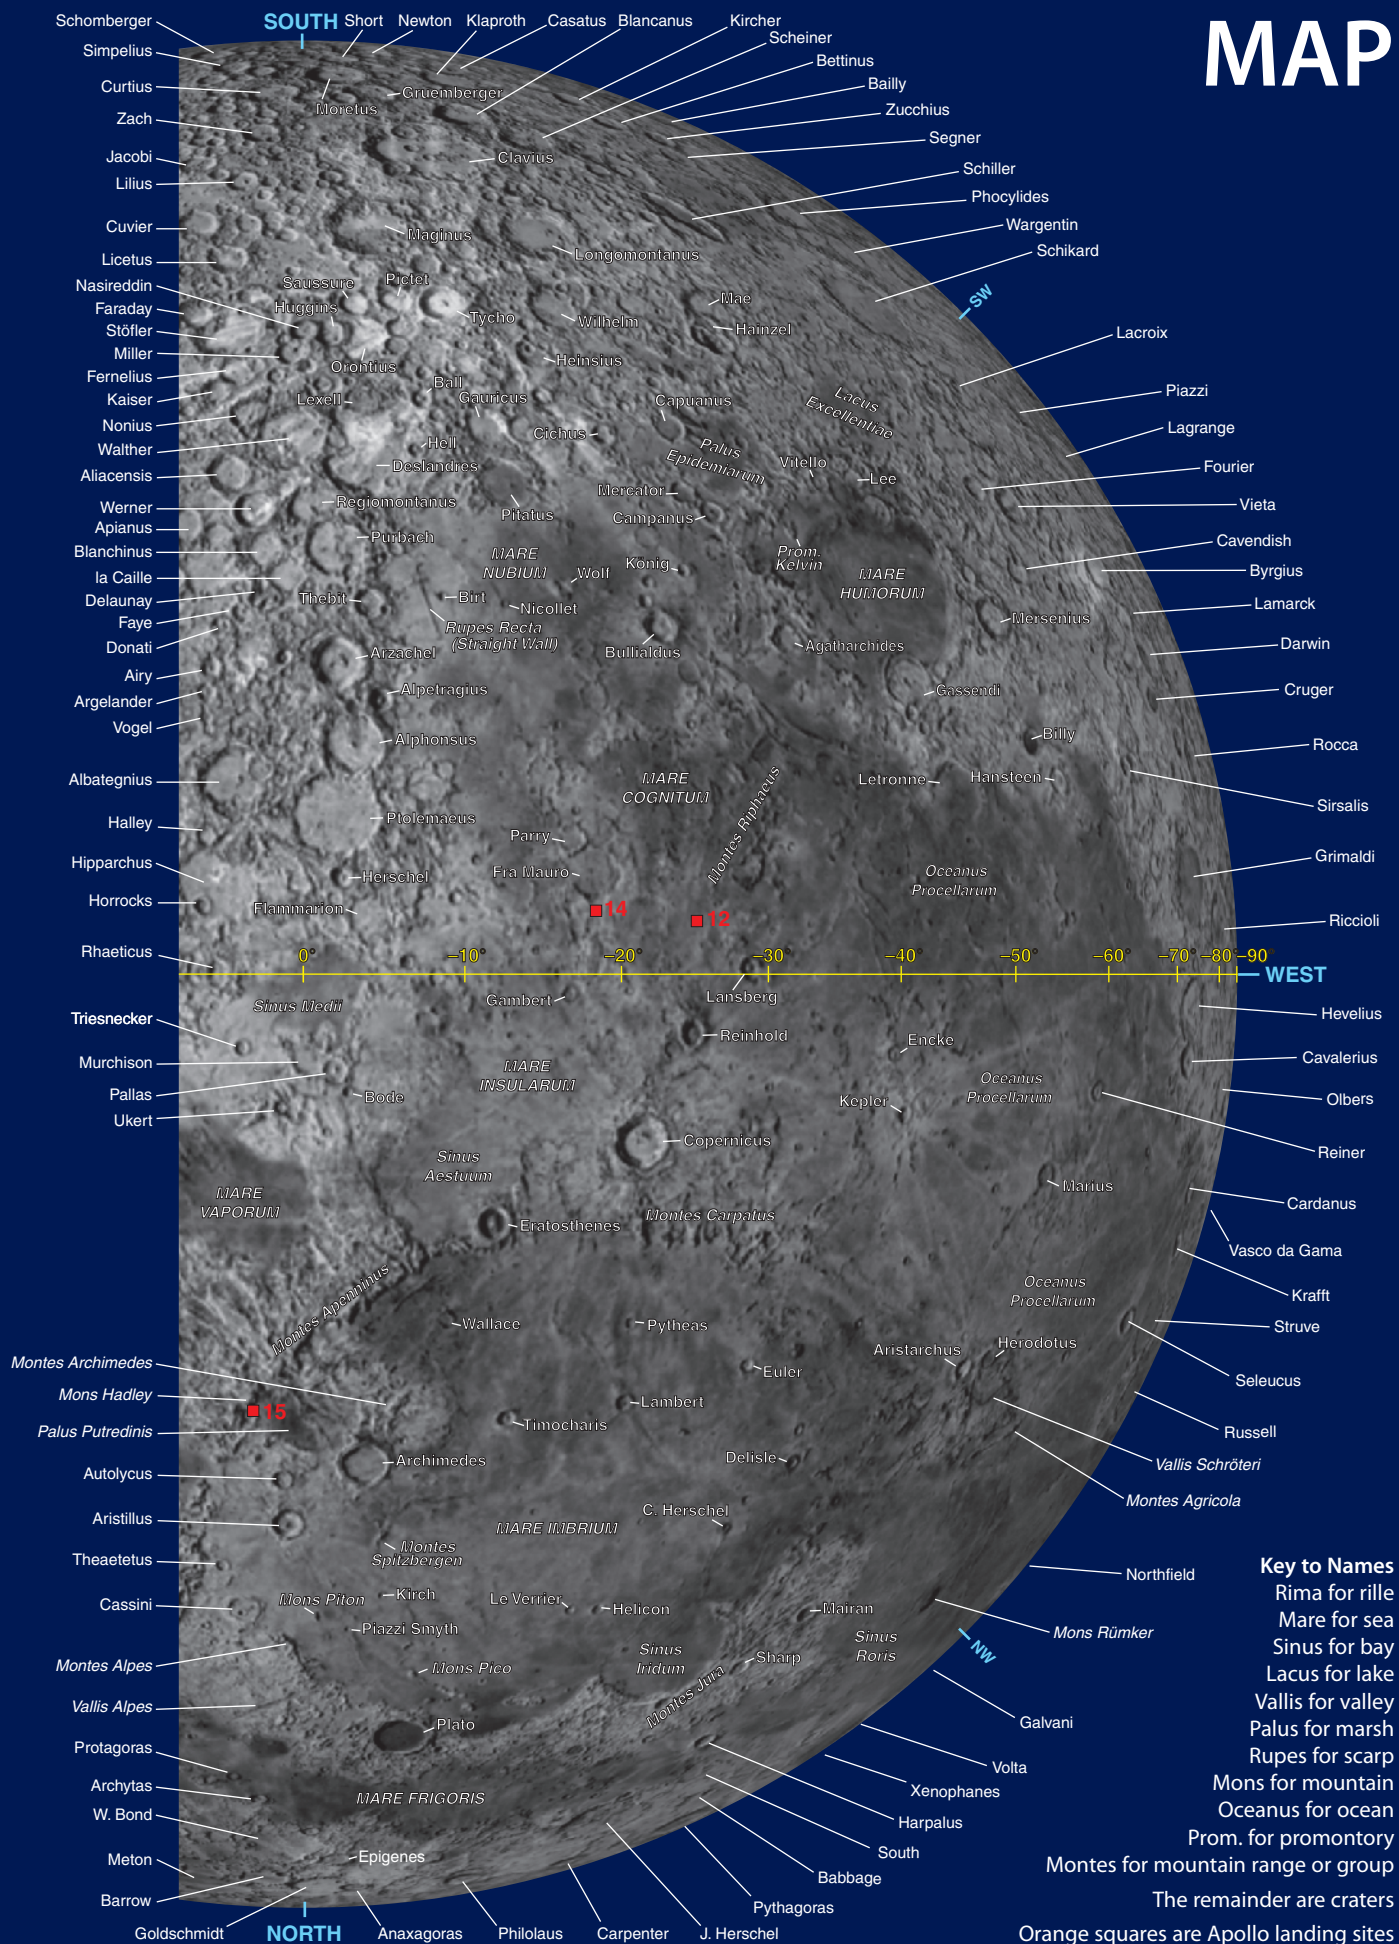 MAP
SOUTH
Schomberger
Short
Newton
Klaproth
Casatus
Blancanus
Kircher
Scheiner
Simpelius
Bettinus
Curtius
Bailly
Gruemberger
Moretus
Zucchius
Zach
Segner
Jacobi
Clavius
Schiller
Lilius
Phocylides
Cuvier
Maginus
Wargentin
Longomontanus
Schikard
Licetus
Nasireddin
Saussure
Pictet
SW
Faraday
Huggins
Mae
Tycho
Wilhelm
Hainzel
Stöfler
Lacroix
Miller
Orontius
Heinsius
Fernelius
Ball
Piazzi
Kaiser
Lexell
Gauricus
Capuanus
Lacus
Excellentiae
Nonius
Lagrange
Walther
Hell
Cichus
Palus
Epidemiarum
Deslandres
Vitello
Fourier
Aliacensis
Lee
Mercator
Werner
Regiomontanus
Pitatus
Campanus
Vieta
Apianus
Purbach
Cavendish
Blanchinus
MARE
NUBIUM
Prom.
Kelvin
König
Wolf
MARE
HUMORUM
Byrgius
la Caille
Delaunay
Thebit
Birt
Nicollet
Lamarck
Faye
Rupes Recta
(Straight Wall)
Mersenius
Donati
Arzachel
Bullialdus
Agatharchides
Darwin
Airy
Alpetragius
Gassendi
Cruger
Argelander
Vogel
Alphonsus
Billy
Rocca
Albategnius
MARE
COGNITUM
Montes Riphaeus
Letronne
Hansteen
Sirsalis
Halley
Ptolemaeus
Parry
Hipparchus
Herschel
Fra Mauro
Oceanus
Procellarum
Grimaldi
Horrocks
Flammarion
14
12
Riccioli
Rhaeticus
0°
–10°
–20°
–30°
–40°
–50°
–60°
–70°
–80°
–90°
WEST
Sinus Medii
Gambert
Lansberg
Triesnecker
Hevelius
Reinhold
Encke
Murchison
MARE
INSULARUM
Cavalerius
Pallas
Bode
Oceanus
Procellarum
Kepler
Olbers
Ukert
Copernicus
Sinus
Aestuum
Reiner
MARE
VAPORUM
Marius
Cardanus
Eratosthenes
Montes Carpatus
Vasco da Gama
Montes Apenninus
Oceanus
Procellarum
Krafft
Wallace
Pytheas
Struve
Aristarchus
Herodotus
Montes Archimedes
Euler
Seleucus
Mons Hadley
15
Lambert
Palus Putredinis
Timocharis
Russell
Archimedes
Delisle
Vallis Schröteri
Autolycus
Montes Agricola
Aristillus
MARE IMBRIUM
C. Herschel
Montes
Spitzbergen
Theaetetus
Northfield
Mons Piton
Kirch
Le Verrier
Helicon
Mairan
Cassini
Piazzi Smyth
Mons Rümker
Sinus
Iridum
Sinus
Roris
Montes Alpes
Mons Pico
Sharp
NW
Montes Jura
Vallis Alpes
Plato
Galvani
Protagoras
Volta
Archytas
MARE FRIGORIS
Xenophanes
W. Bond
Harpalus
Meton
Epigenes
South
Babbage
Barrow
Pythagoras
Goldschmidt
NORTH
Anaxagoras
Philolaus
Carpenter
J. Herschel
Key to Names
Rima for rille
Mare for sea
Sinus for bay
Lacus for lake
Vallis for valley
Palus for marsh
Rupes for scarp
Mons for mountain
Oceanus for ocean
Prom. for promontory
Montes for mountain range or group
The remainder are craters
Orange squares are Apollo landing sites